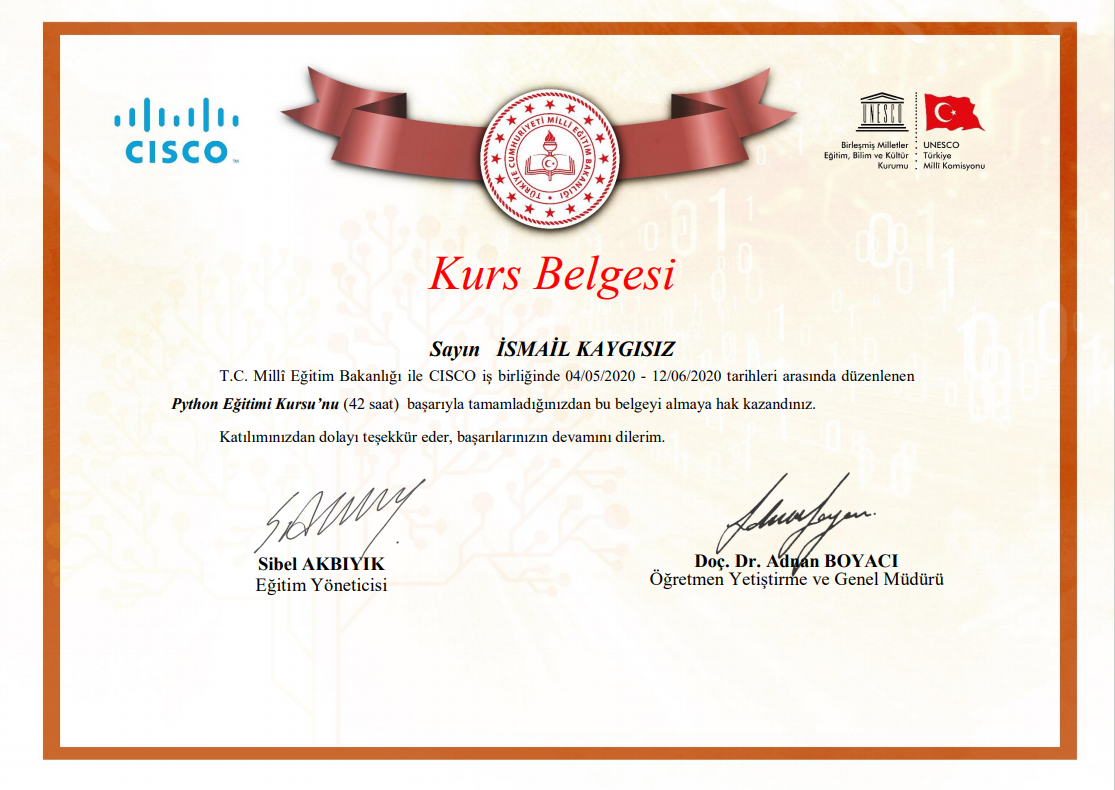 CISCO
TÜRKİYE CUMHURİYETİ MİLLÎ EĞİTİM BAKANLIĞI
UNESCO
Birleşmiş Milletler
Eğitim, Bilim ve Kültür
Kurumu
UNESCO
Türkiye
Millî Komisyonu
Kurs Belgesi
Sayın İSMAİL KAYGISIZ
T.C. Millî Eğitim Bakanlığı ile CISCO iş birliğinde 04/05/2020 - 12/06/2020 tarihleri arasında düzenlenen
Python Eğitimi Kursu’nu (42 saat) başarıyla tamamladığınızdan bu belgeyi almaya hak kazandınız.
Katılımınızdan dolayı teşekkür eder, başarılarınızın devamını dilerim.
Sibel AKBIYIK
Eğitim Yöneticisi
Doç. Dr. Adnan BOYACI
Öğretmen Yetiştirme ve Genel Müdürü